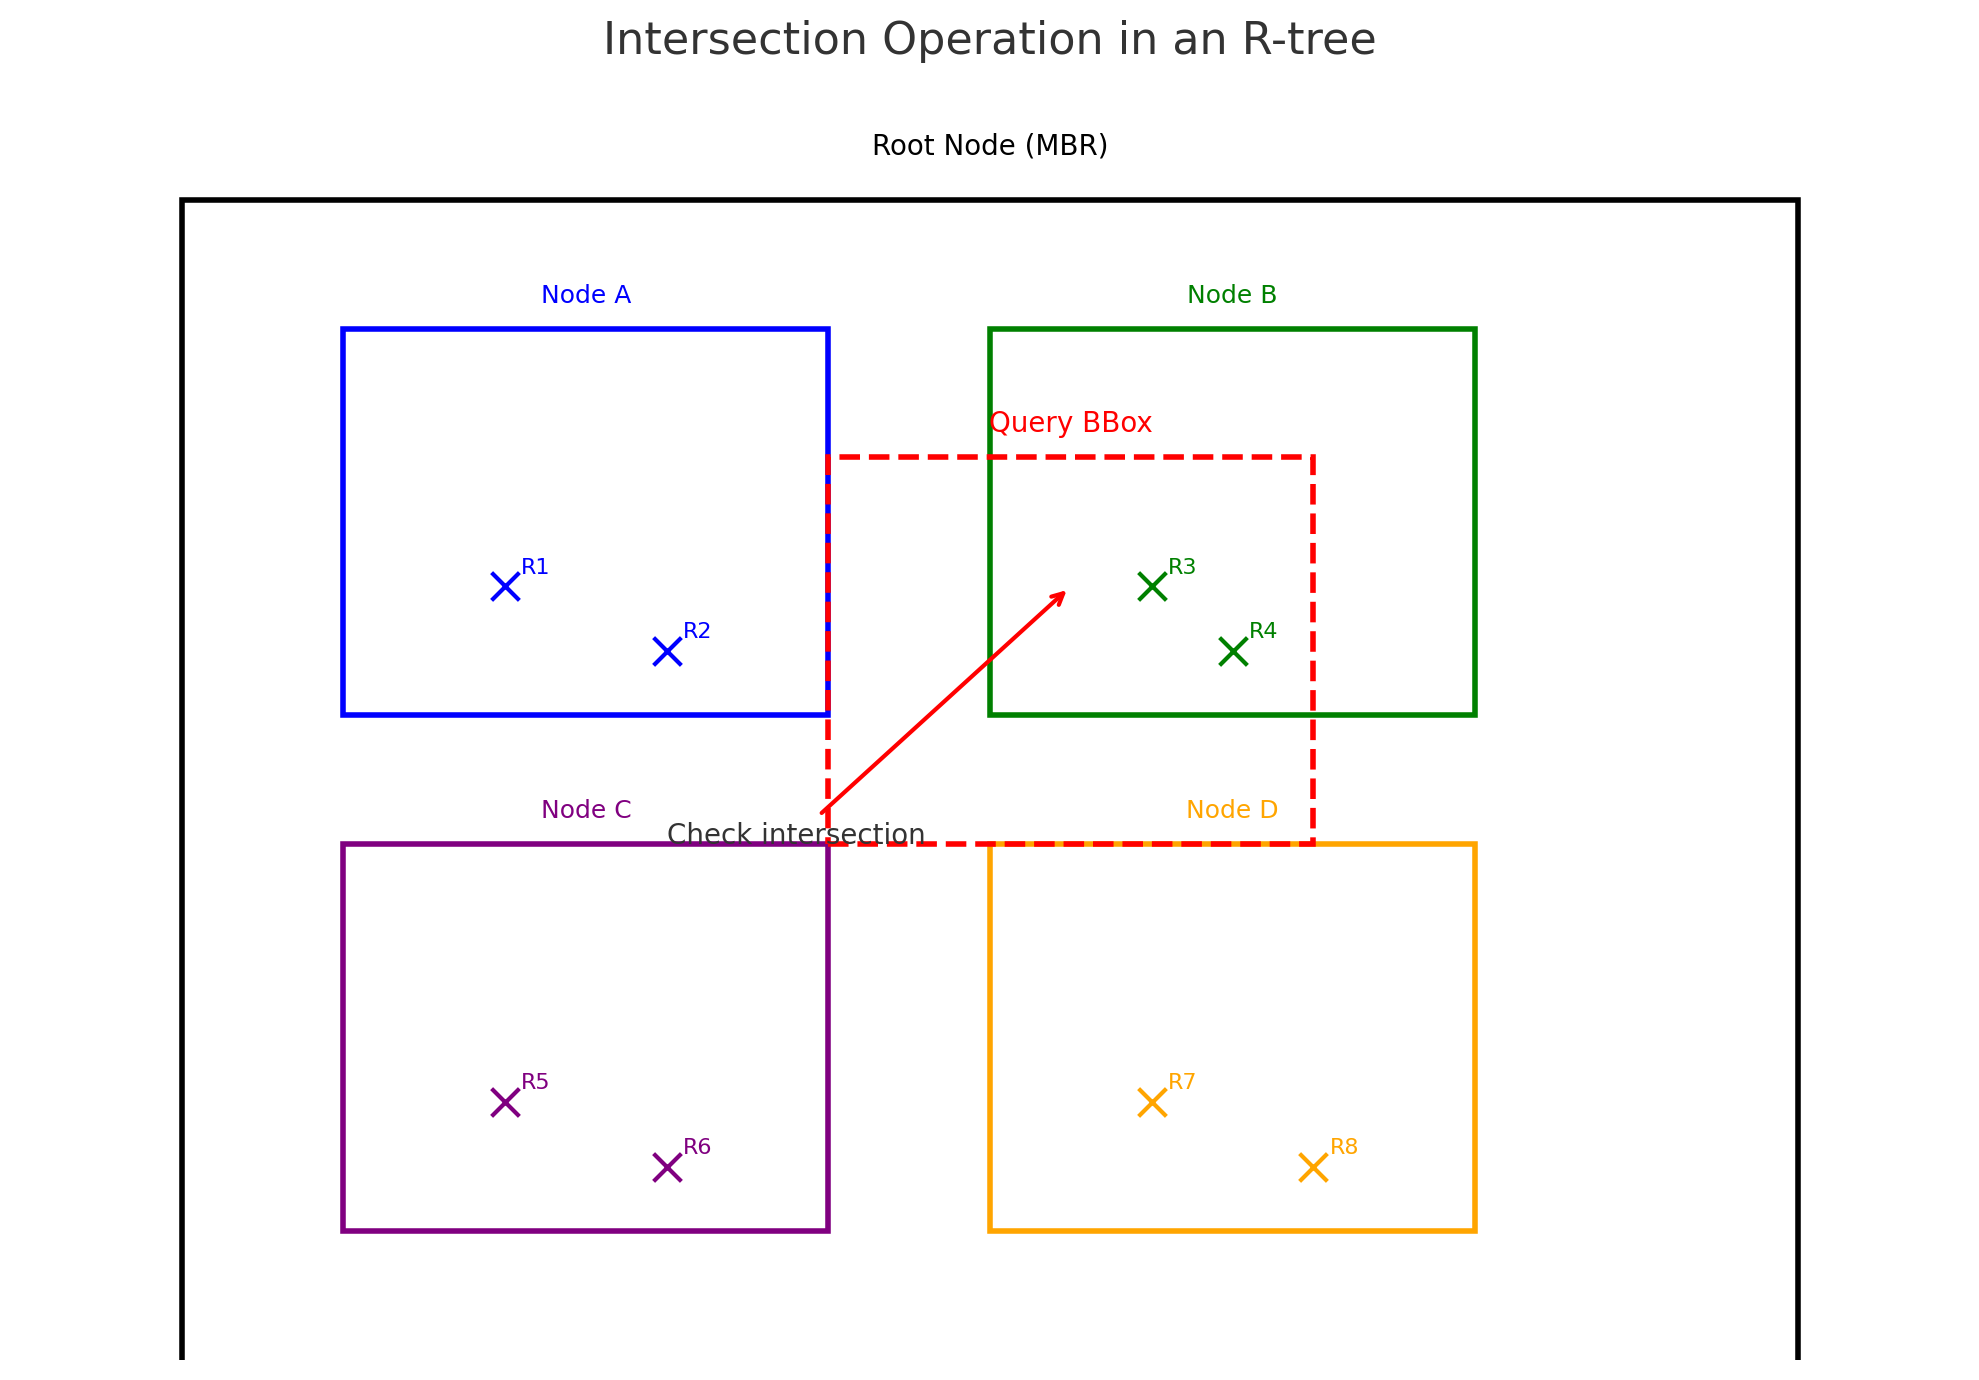 Intersection Operation in an R-tree
Root Node (MBR)
Node A
Node B
Query BBox
R1
R3
R2
R4
Node C
Node D
Check intersection
R5
R7
R6
R8